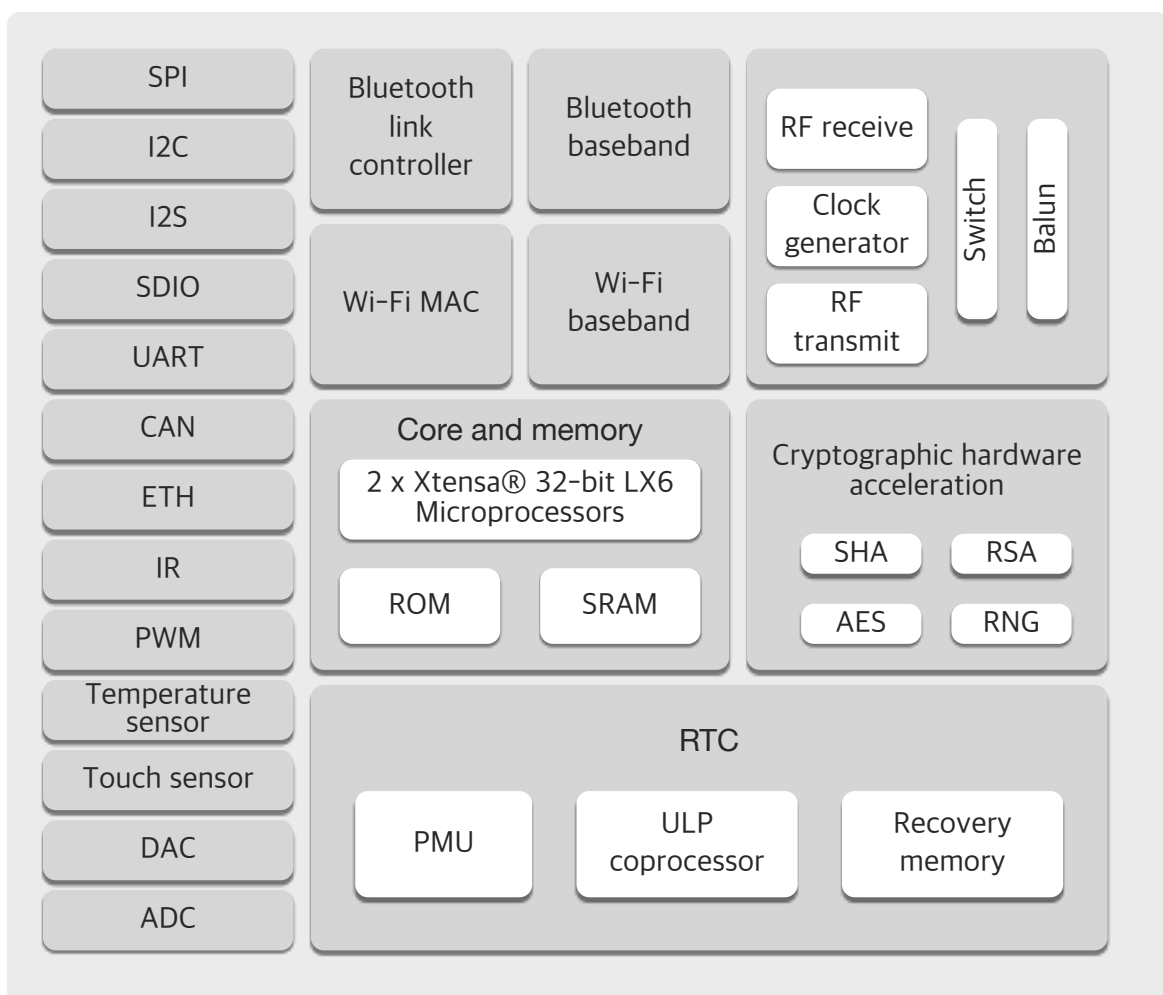 SPI
I2C
I2S
SDIO
UART
CAN
ETH
IR
PWM
Temperature
sensor
Touch sensor
DAC
ADC
Bluetooth
link
controller
Bluetooth
baseband
Wi-Fi MAC
Wi-Fi
baseband
RF receive
Clock
generator
RF
transmit
Switch
Balun
Core and memory
2 x Xtensa® 32-bit LX6
Microprocessors
ROM
SRAM
Cryptographic hardware
acceleration
SHA
RSA
AES
RNG
RTC
PMU
ULP
coprocessor
Recovery
memory